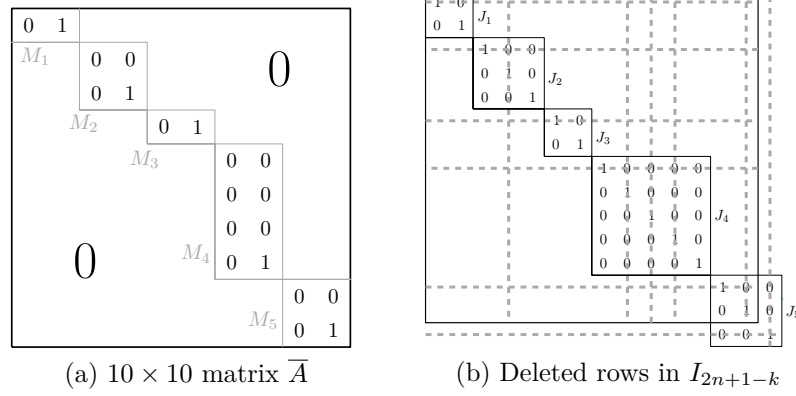 0 1
M₁
0 0
0 1
M₂
0
0 1
M₃
0 0
0 0
0 0
0 1
M₄
0
0 0
0 1
M₅
(a) 10 × 10 matrix A̅
1 0
0 1
J₁
1 0 0
0 1 0
0 0 1
J₂
1 0
0 1
J₃
1 0 0 0 0
0 1 0 0 0
0 0 1 0 0
0 0 0 1 0
0 0 0 0 1
J₄
1 0 0
0 1 0
0 0 1
(b) Deleted rows in I₂ₙ₊₁₋ₖ